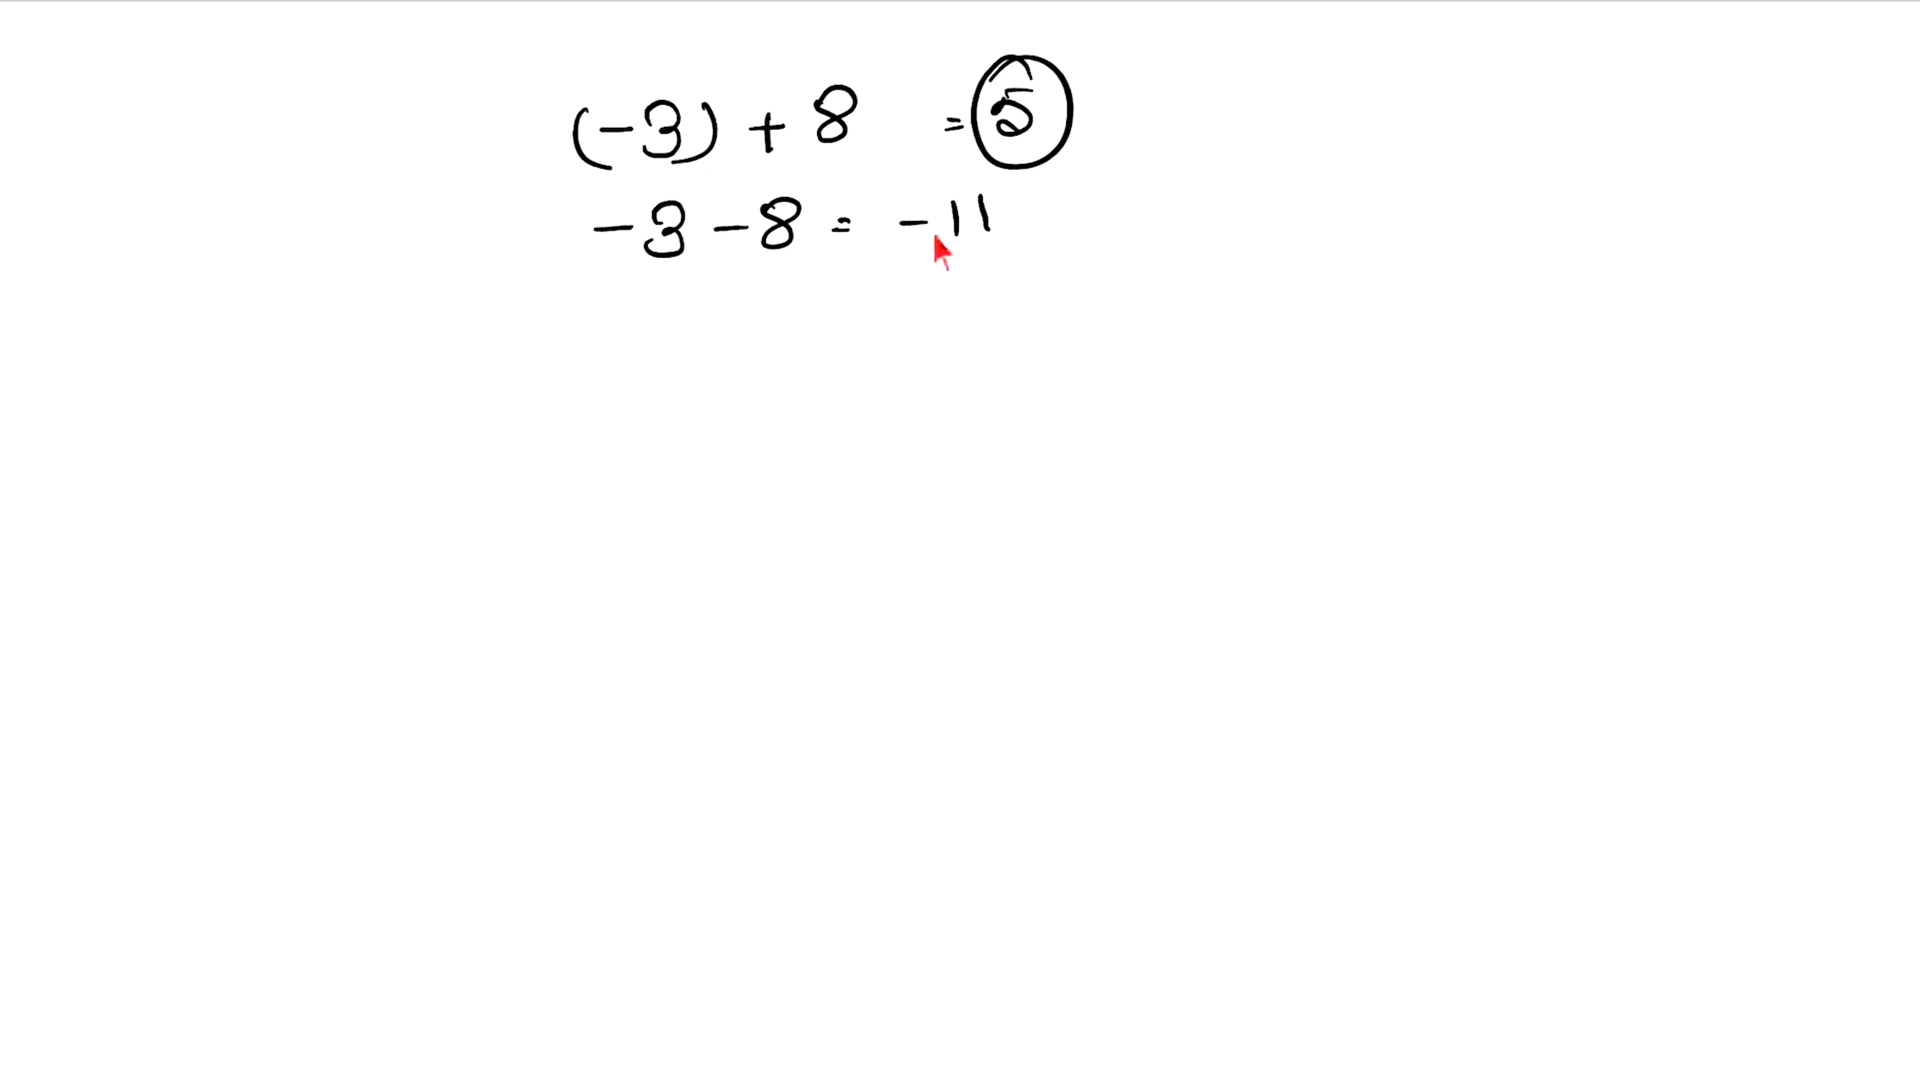 (-3) + 8 = 5
-3 - 8 = -11